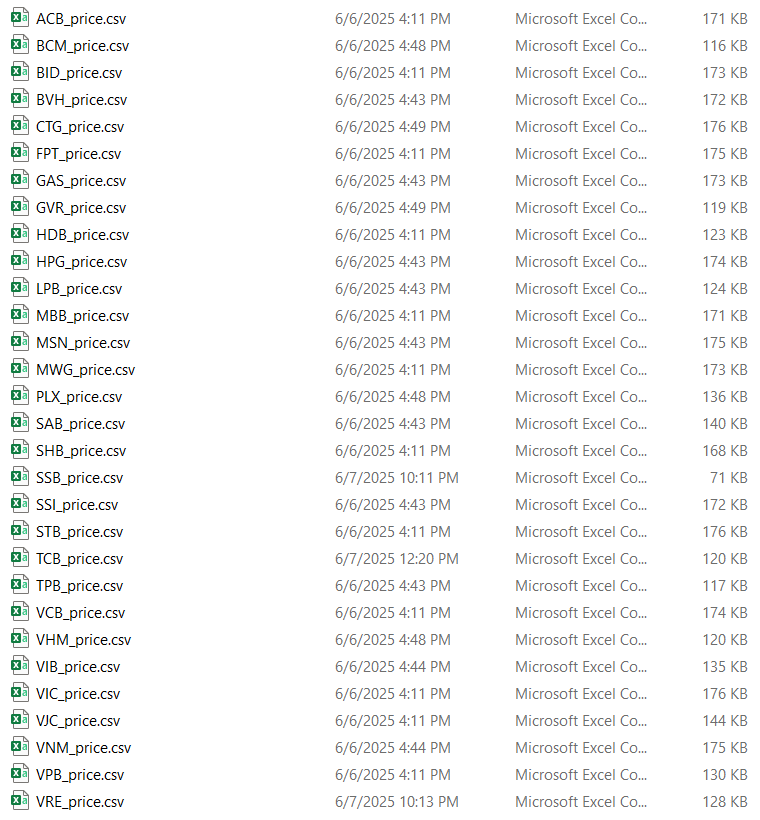 ACB_price.csv 6/6/2025 4:11 PM Microsoft Excel Co... 171 KB
BCM_price.csv 6/6/2025 4:48 PM Microsoft Excel Co... 116 KB
BID_price.csv 6/6/2025 4:11 PM Microsoft Excel Co... 173 KB
BVH_price.csv 6/6/2025 4:43 PM Microsoft Excel Co... 172 KB
CTG_price.csv 6/6/2025 4:49 PM Microsoft Excel Co... 176 KB
FPT_price.csv 6/6/2025 4:11 PM Microsoft Excel Co... 175 KB
GAS_price.csv 6/6/2025 4:43 PM Microsoft Excel Co... 173 KB
GVR_price.csv 6/6/2025 4:49 PM Microsoft Excel Co... 119 KB
HDB_price.csv 6/6/2025 4:11 PM Microsoft Excel Co... 123 KB
HPG_price.csv 6/6/2025 4:43 PM Microsoft Excel Co... 174 KB
LPB_price.csv 6/6/2025 4:43 PM Microsoft Excel Co... 124 KB
MBB_price.csv 6/6/2025 4:11 PM Microsoft Excel Co... 171 KB
MSN_price.csv 6/6/2025 4:43 PM Microsoft Excel Co... 175 KB
MWG_price.csv 6/6/2025 4:11 PM Microsoft Excel Co... 173 KB
PLX_price.csv 6/6/2025 4:48 PM Microsoft Excel Co... 136 KB
SAB_price.csv 6/6/2025 4:43 PM Microsoft Excel Co... 140 KB
SHB_price.csv 6/6/2025 4:11 PM Microsoft Excel Co... 168 KB
SSB_price.csv 6/7/2025 10:11 PM Microsoft Excel Co... 71 KB
SSI_price.csv 6/6/2025 4:43 PM Microsoft Excel Co... 172 KB
STB_price.csv 6/6/2025 4:11 PM Microsoft Excel Co... 176 KB
TCB_price.csv 6/7/2025 12:20 PM Microsoft Excel Co... 120 KB
TPB_price.csv 6/6/2025 4:43 PM Microsoft Excel Co... 117 KB
VCB_price.csv 6/6/2025 4:11 PM Microsoft Excel Co... 174 KB
VHM_price.csv 6/6/2025 4:48 PM Microsoft Excel Co... 120 KB
VIB_price.csv 6/6/2025 4:44 PM Microsoft Excel Co... 135 KB
VIC_price.csv 6/6/2025 4:11 PM Microsoft Excel Co... 176 KB
VJC_price.csv 6/6/2025 4:11 PM Microsoft Excel Co... 144 KB
VNM_price.csv 6/6/2025 4:44 PM Microsoft Excel Co... 175 KB
VPB_price.csv 6/6/2025 4:11 PM Microsoft Excel Co... 130 KB
VRE_price.csv 6/7/2025 10:13 PM Microsoft Excel Co... 128 KB